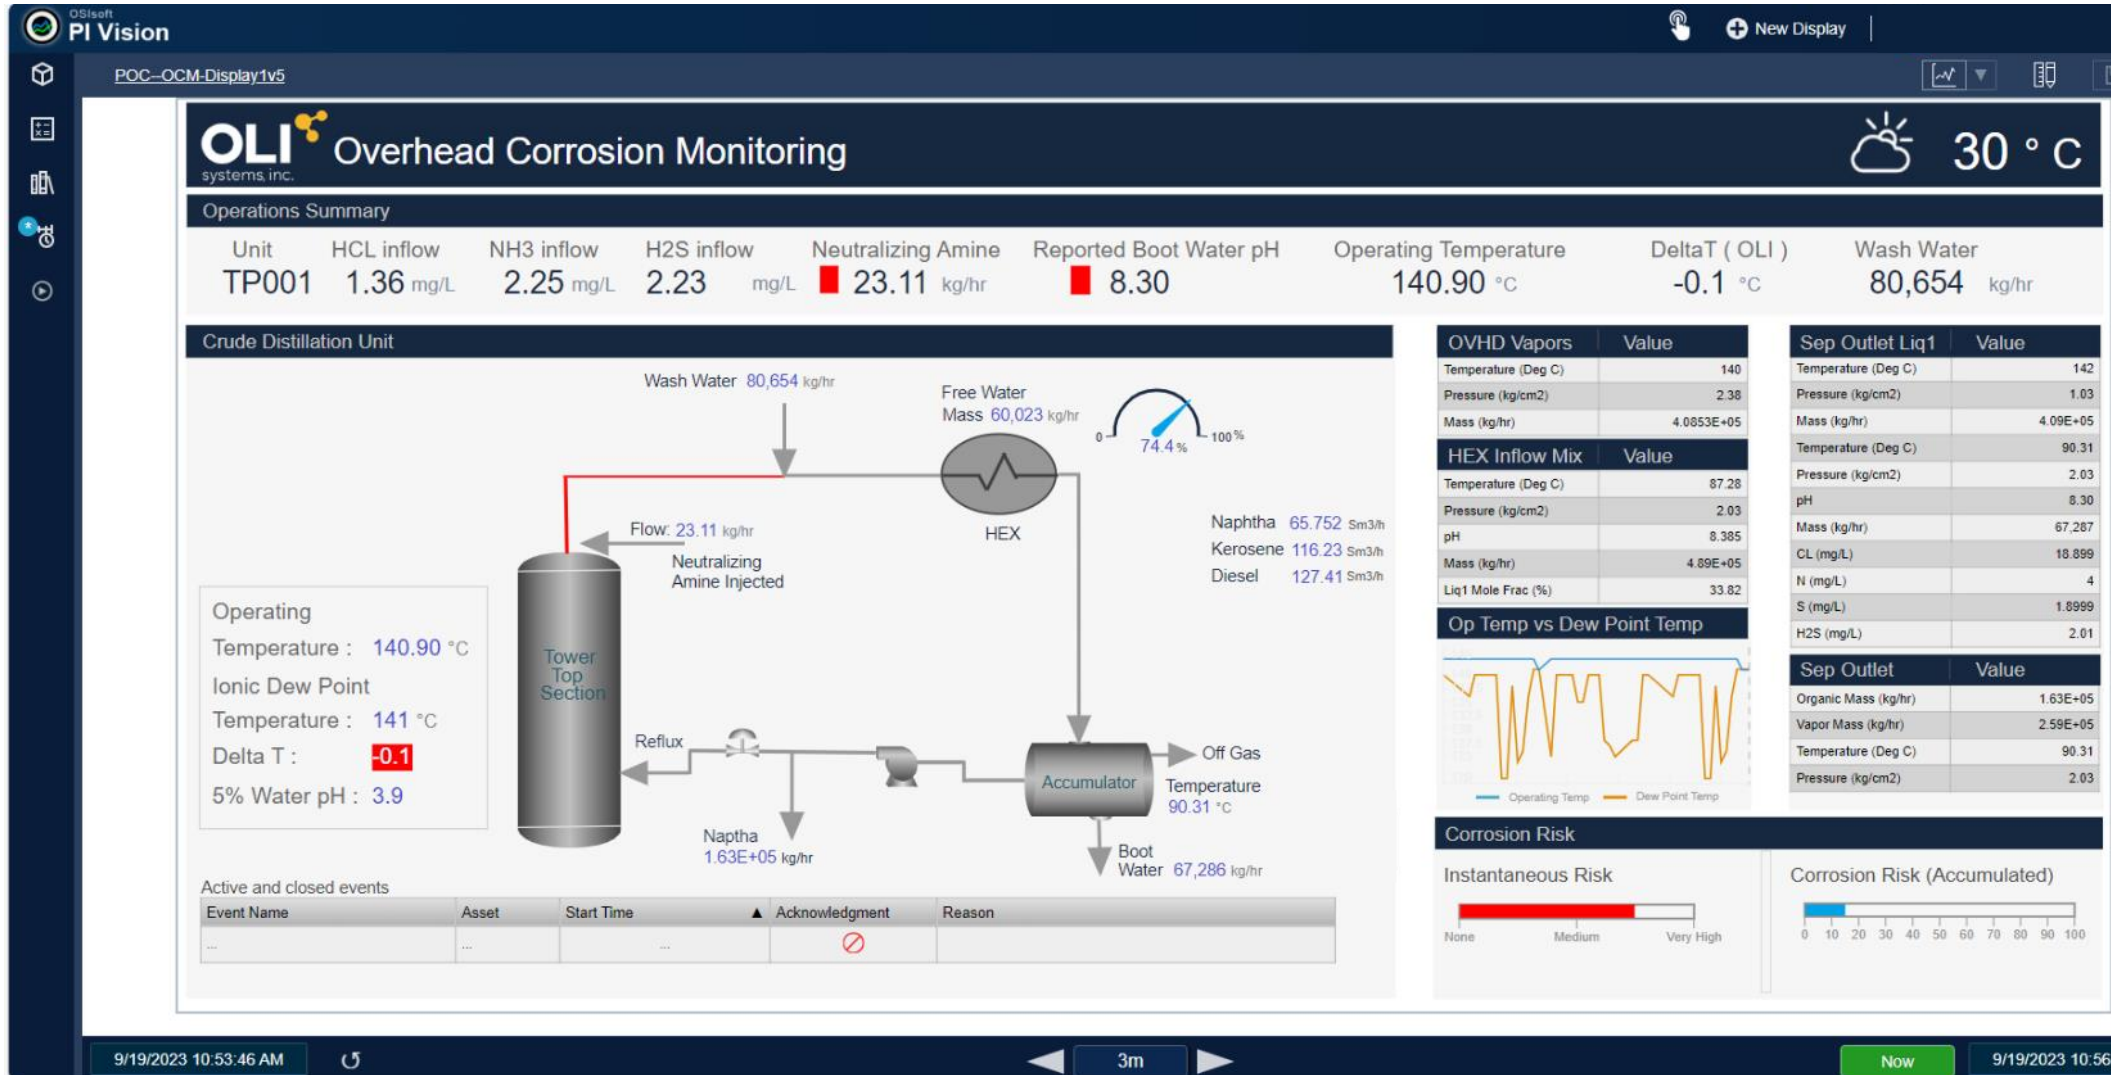 OSIsoft
PI Vision
New Display
POC--OCM-Display1v5
OLI
systems, inc.
Overhead Corrosion Monitoring
30 ° C
Operations Summary
Unit HCL inflow NH3 inflow H2S inflow Neutralizing Amine Reported Boot Water pH Operating Temperature DeltaT ( OLI ) Wash Water
TP001 1.36 mg/L 2.25 mg/L 2.23 mg/L 23.11 kg/hr 8.30 140.90 °C -0.1 °C 80,654 kg/hr
Crude Distillation Unit
Wash Water 80,654 kg/hr
Free Water
Mass 60,023 kg/hr
0 74.4 % 100 %
HEX
Flow: 23.11 kg/hr
Neutralizing
Amine Injected
Naphtha 65.752 Sm3/h
Kerosene 116.23 Sm3/h
Diesel 127.41 Sm3/h
Operating
Temperature : 140.90 °C
Ionic Dew Point
Temperature : 141 °C
Delta T : -0.1
5% Water pH : 3.9
Tower
Top
Section
Reflux
Naptha
1.63E+05 kg/hr
Accumulator
Off Gas
Temperature
90.31 °C
Boot
Water 67,286 kg/hr
Active and closed events
Event Name Asset Start Time ▲ Acknowledgment Reason
... ... ...
OVHD Vapors Value
Temperature (Deg C) 140
Pressure (kg/cm2) 2.38
Mass (kg/hr) 4.0853E+05
HEX Inflow Mix Value
Temperature (Deg C) 87.28
Pressure (kg/cm2) 2.03
pH 8.385
Mass (kg/hr) 4.89E+05
Liq1 Mole Frac (%) 33.82
Op Temp vs Dew Point Temp
Operating Temp Dew Point Temp
Sep Outlet Liq1 Value
Temperature (Deg C) 142
Pressure (kg/cm2) 1.03
Mass (kg/hr) 4.09E+05
Temperature (Deg C) 90.31
Pressure (kg/cm2) 2.03
pH 8.30
Mass (kg/hr) 67,287
CL (mg/L) 18.899
N (mg/L) 4
S (mg/L) 1.8999
H2S (mg/L) 2.01
Sep Outlet Value
Organic Mass (kg/hr) 1.63E+05
Vapor Mass (kg/hr) 2.59E+05
Temperature (Deg C) 90.31
Pressure (kg/cm2) 2.03
Corrosion Risk
Instantaneous Risk
None Medium Very High
Corrosion Risk (Accumulated)
0 10 20 30 40 50 60 70 80 90 100
9/19/2023 10:53:46 AM 3m Now 9/19/2023 10:56